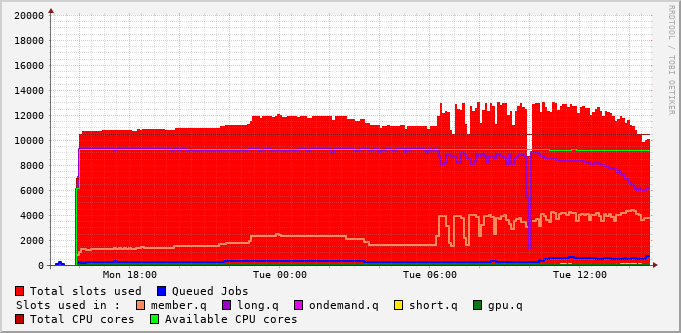 RRDTOOL / TOBI OETIKER
20000
18000
16000
14000
12000
10000
8000
6000
4000
2000
0
Mon 18:00 Tue 00:00 Tue 06:00 Tue 12:00
Total slots used Queued Jobs
Slots used in : member.q long.q ondemand.q short.q gpu.q
Total CPU cores Available CPU cores